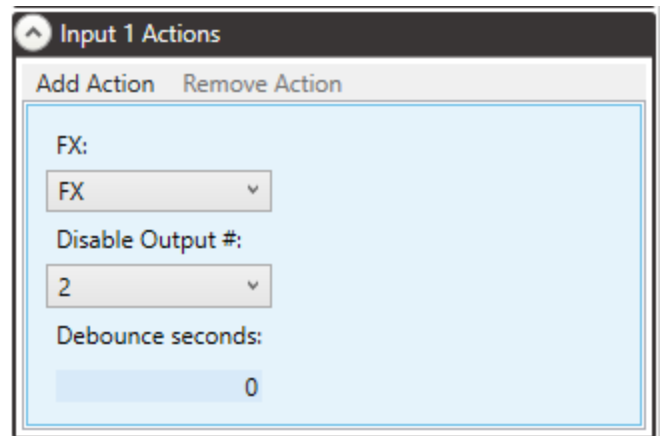 Input 1 Actions
Add Action Remove Action
FX:
FX
Disable Output #:
2
Debounce seconds:
0